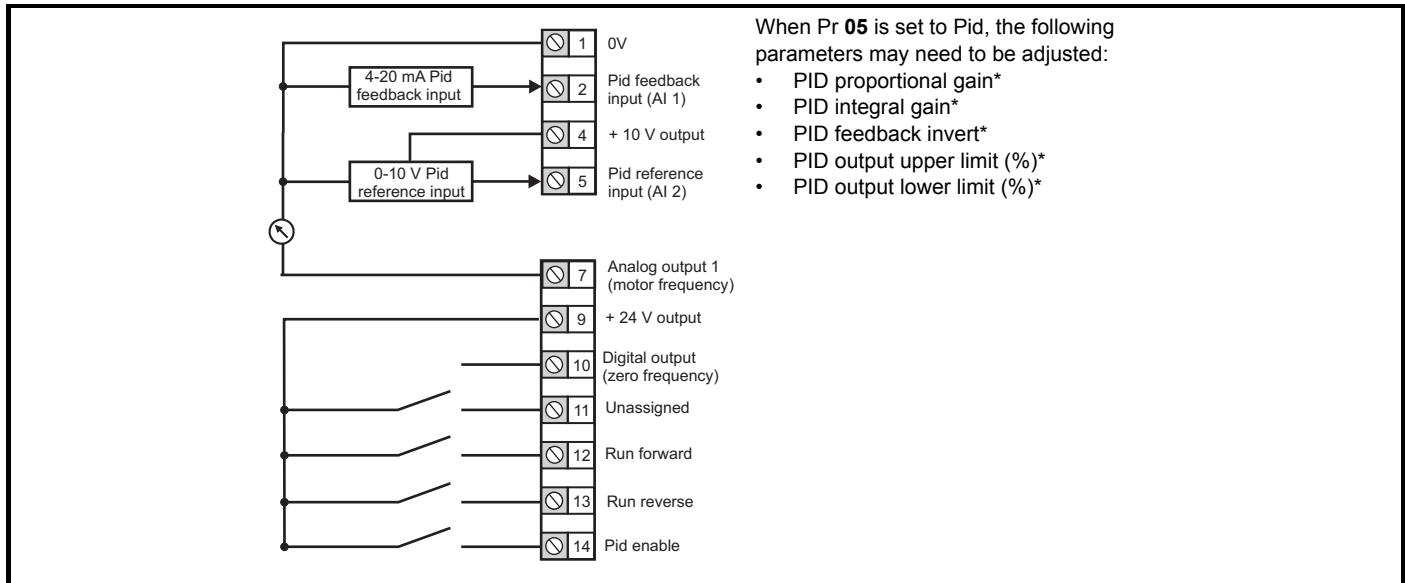 1 0V
4-20 mA Pid
feedback input
2 Pid feedback
input (AI 1)
4 + 10 V output
0-10 V Pid
reference input
5 Pid reference
input (AI 2)
7 Analog output 1
(motor frequency)
9 + 24 V output
10 Digital output
(zero frequency)
11 Unassigned
12 Run forward
13 Run reverse
14 Pid enable
When Pr 05 is set to Pid, the following
parameters may need to be adjusted:
• PID proportional gain*
• PID integral gain*
• PID feedback invert*
• PID output upper limit (%)*
• PID output lower limit (%)*